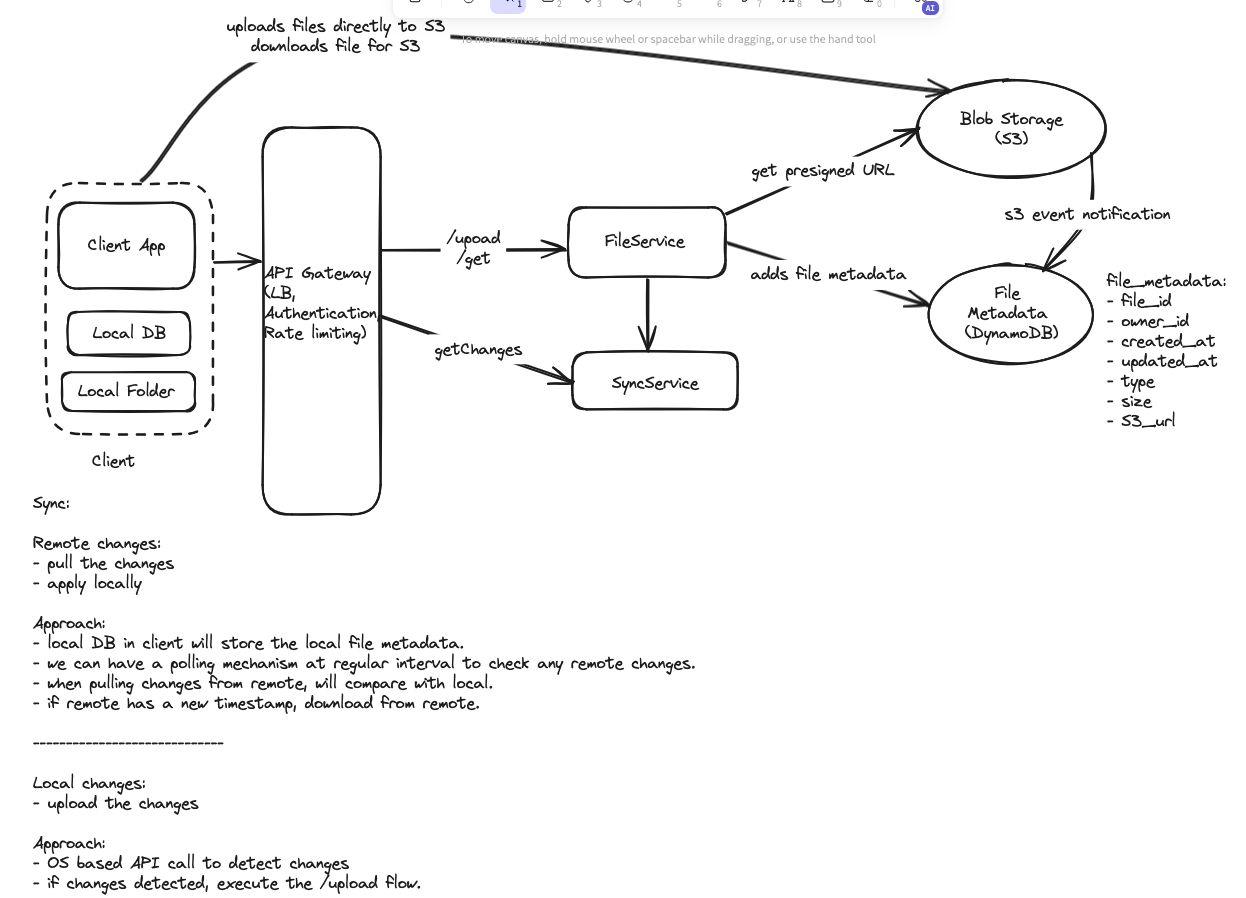 uploads files directly to S3
downloads file for S3
1
2
3
4
5
6
7
8
9
0
AI
To move canvas, hold mouse wheel or spacebar while dragging, or use the hand tool
Blob Storage
(S3)
get presigned URL
s3 event notification
Client App
Local DB
Local Folder
Client
API Gateway
(LB,
Authentication,
Rate limiting)
/upoad
/get
getChanges
FileService
SyncService
adds file metadata
File
Metadata
(DynamoDB)
file_metadata:
- file_id
- owner_id
- created_at
- updated_at
- type
- size
- S3_url
Sync:
Remote changes:
- pull the changes
- apply locally
Approach:
- local DB in client will store the local file metadata.
- we can have a polling mechanism at regular interval to check any remote changes.
- when pulling changes from remote, will compare with local.
- if remote has a new timestamp, download from remote.
-----------------------------
Local changes:
- upload the changes
Approach:
- OS based API call to detect changes
- if changes detected, execute the /upload flow.